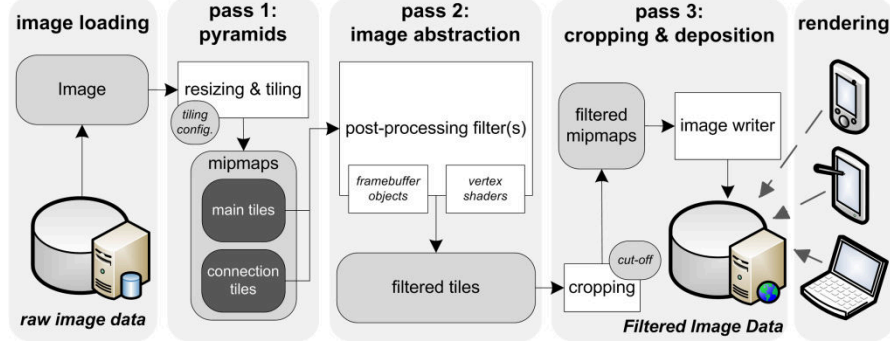 image loading
Image
raw image data
pass 1:
pyramids
resizing & tiling
tiling
config.
mipmaps
main tiles
connection
tiles
pass 2:
image abstraction
post-processing filter(s)
framebuffer
objects
vertex
shaders
filtered tiles
pass 3:
cropping & deposition
filtered
mipmaps
image writer
cut-off
cropping
Filtered Image Data
rendering